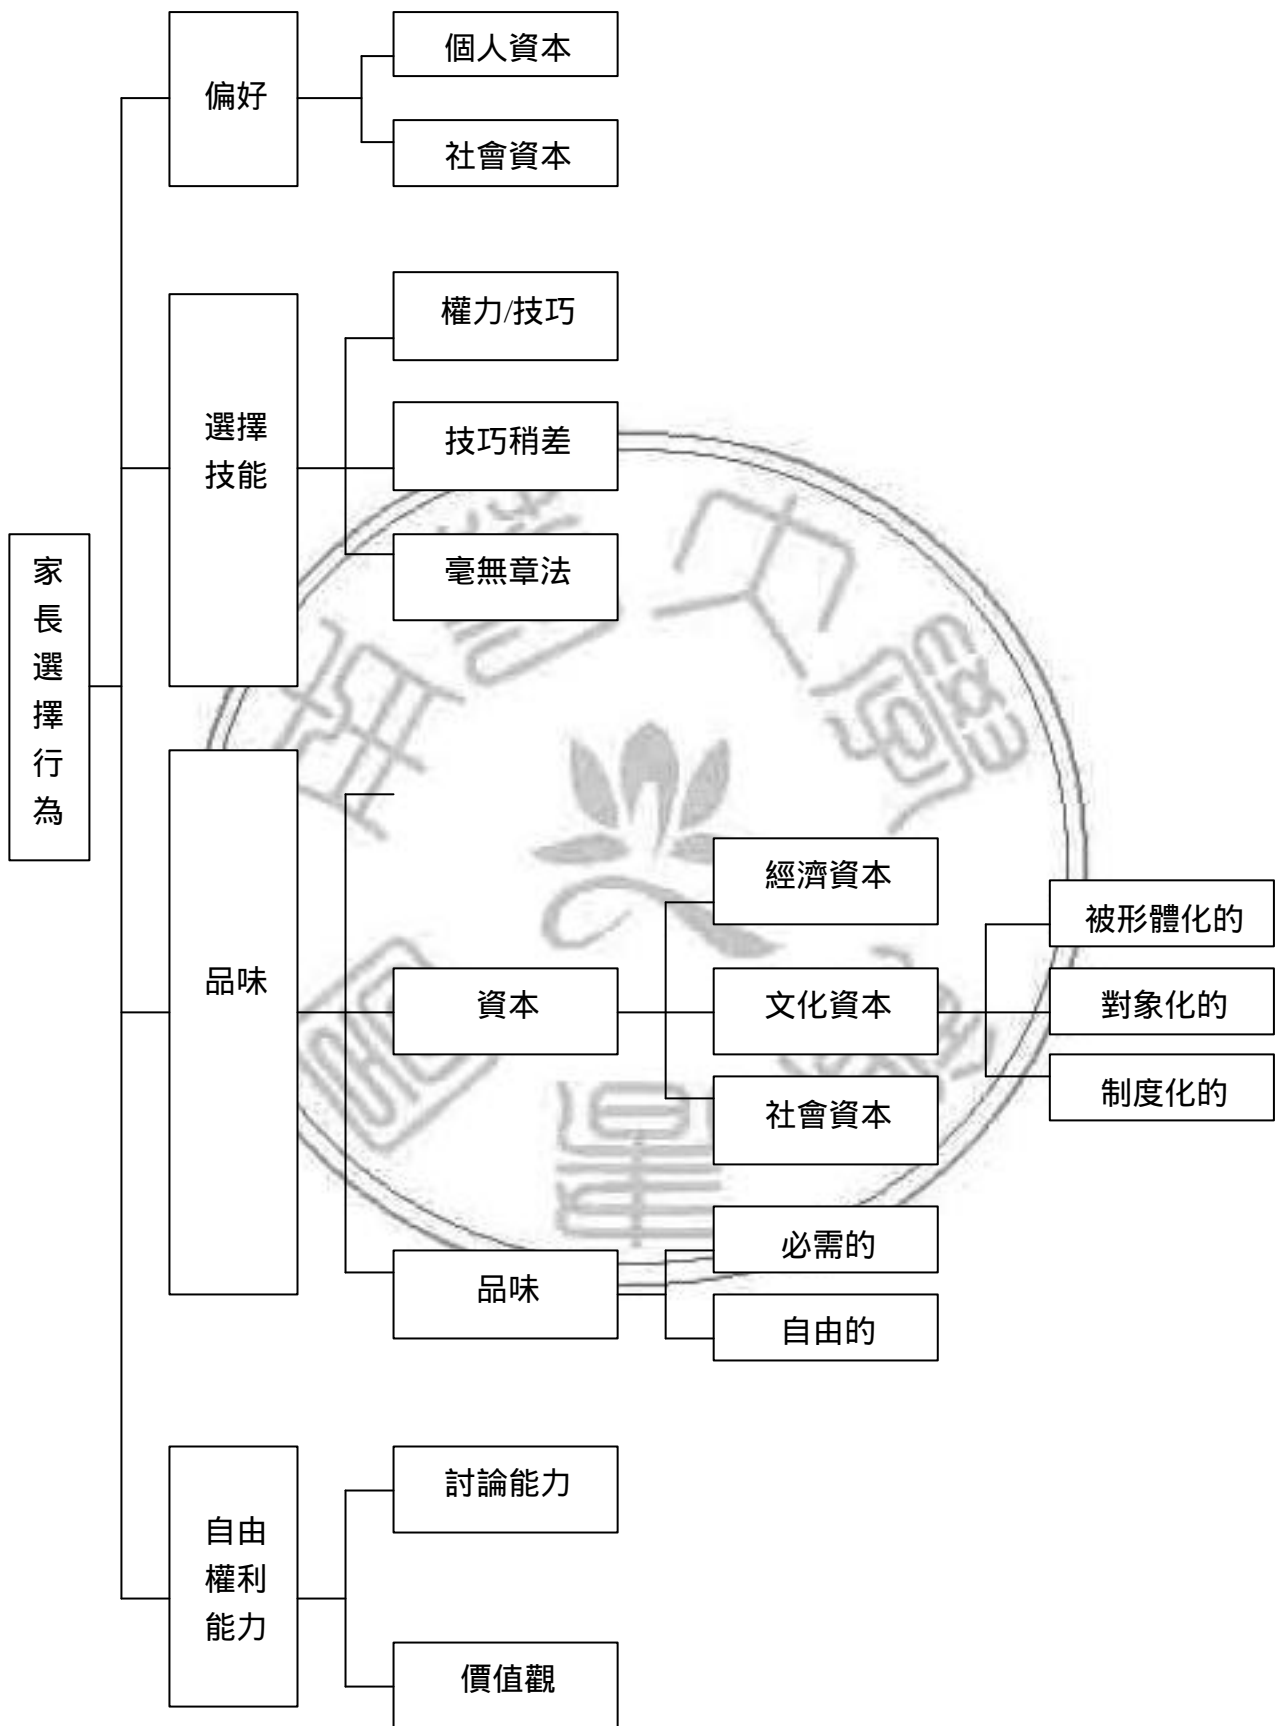 家長選擇行為
偏好
個人資本
社會資本
選擇
技能
權力/技巧
技巧稍差
毫無章法
品味
資本
經濟資本
文化資本
社會資本
被形體化的
對象化的
制度化的
品味
必需的
自由的
自由
權利
能力
討論能力
價值觀